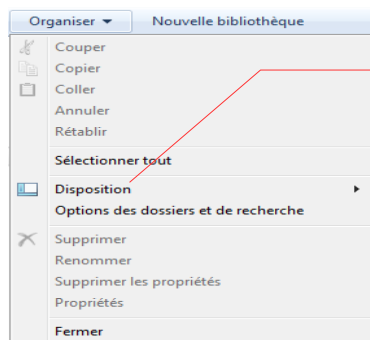 Organiser Nouvelle bibliothèque
Couper
Copier
Coller
Annuler
Rétablir
Sélectionner tout
Disposition
Options des dossiers et de recherche
Supprimer
Renommer
Supprimer les propriétés
Propriétés
Fermer